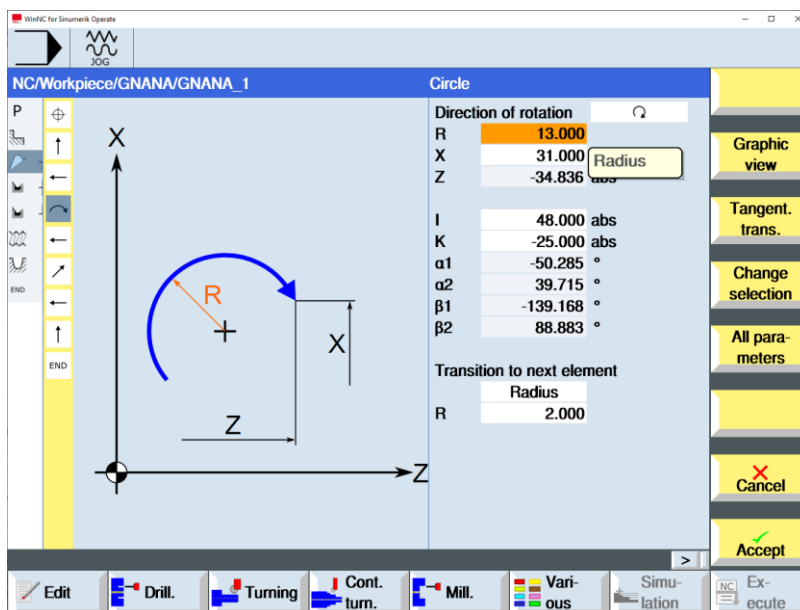 WinNC for Sinumerik Operate
JOG
NC/Workpiece/GNANA/GNANA_1
Circle
P
END
END
X
R
X
Z
Z
Direction of rotation
R 13.000
X 31.000
Radius
Z -34.836
I 48.000 abs
K -25.000 abs
α1 -50.285 °
α2 39.715 °
β1 -139.168 °
β2 88.883 °
Transition to next element
Radius
R 2.000
Graphic
view
Tangent.
trans.
Change
selection
All para-
meters
Cancel
Accept
>
Edit
Drill.
Turning
Cont.
turn.
Mill.
Vari-
ous
Simu-
lation
NC
Ex-
ecute